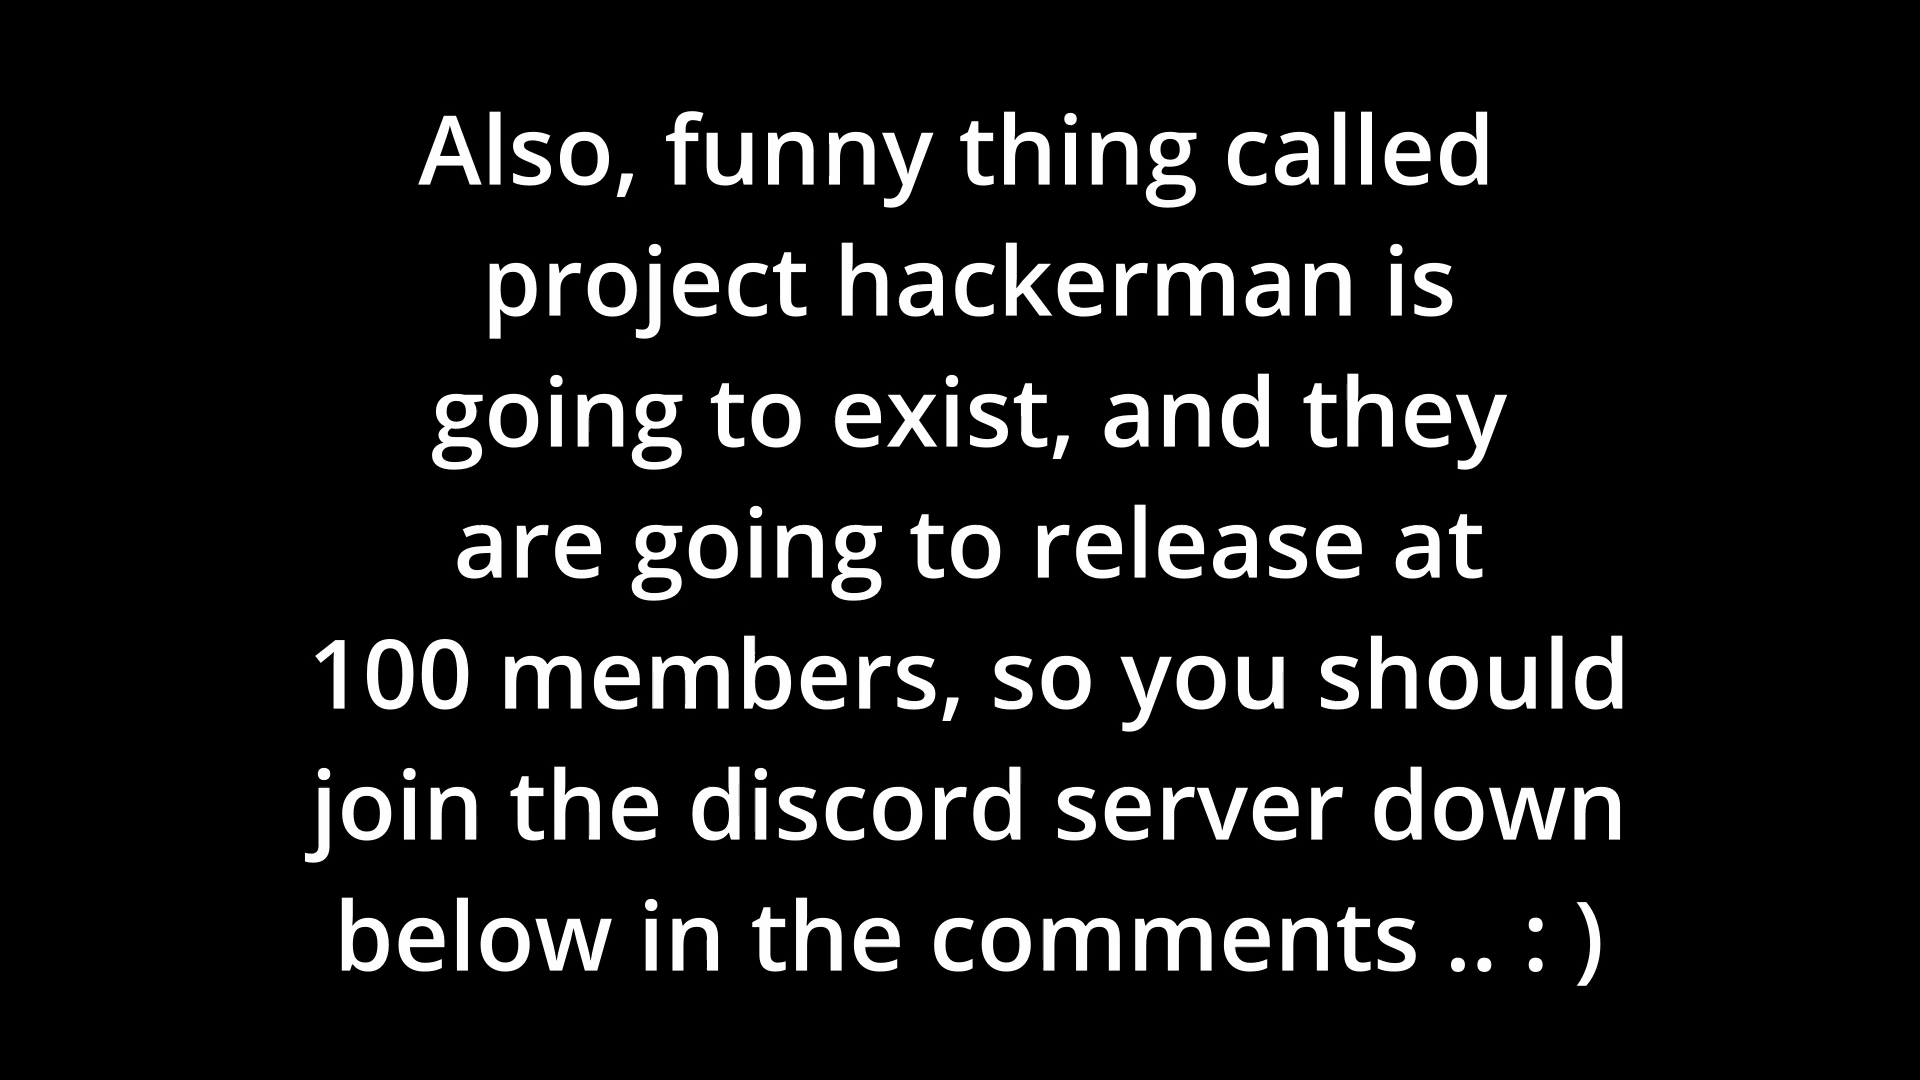 Also, funny thing called
project hackerman is
going to exist, and they
are going to release at
100 members, so you should
join the discord server down
below in the comments .. : )